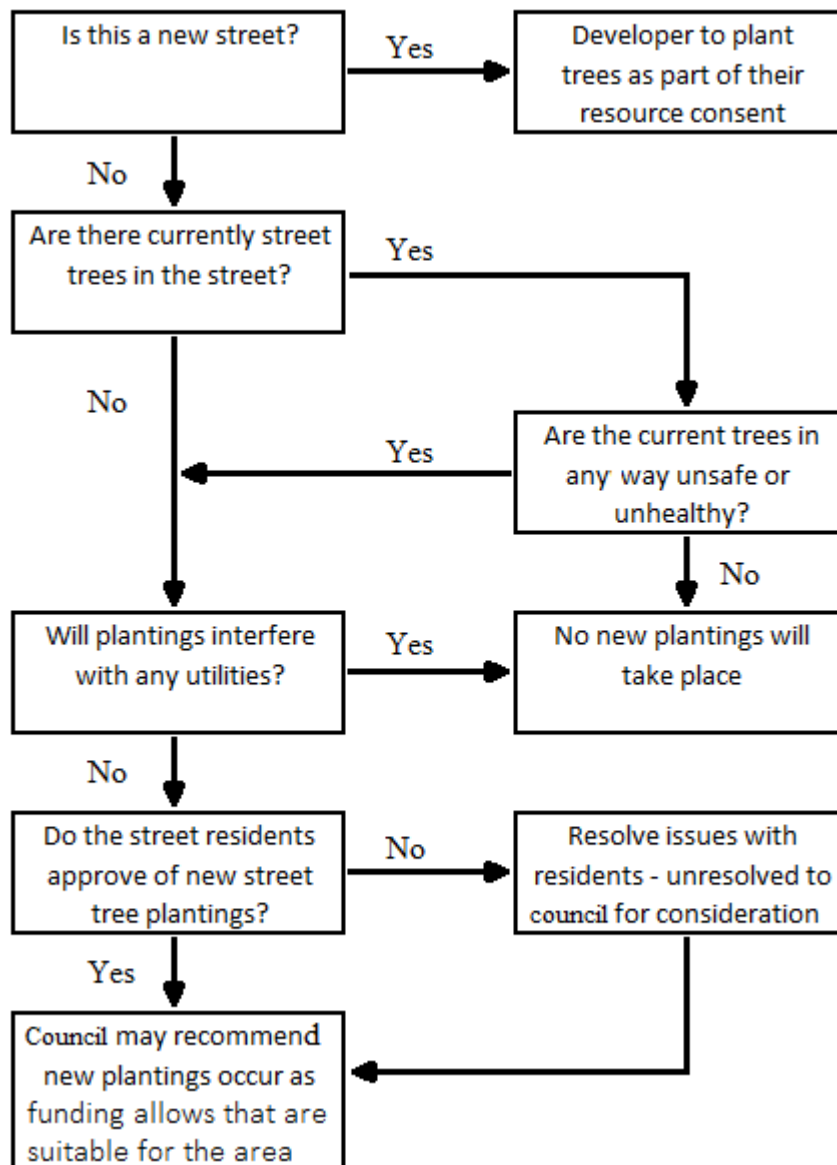 Is this a new street?
Yes
Developer to plant
trees as part of their
resource consent
No
Are there currently street
trees in the street?
Yes
No
Are the current trees in
any way unsafe or
unhealthy?
Yes
No
Will plantings interfere
with any utilities?
Yes
No new plantings will
take place
No
Do the street residents
approve of new street
tree plantings?
No
Resolve issues with
residents - unresolved to
council for consideration
Yes
Council may recommend
new plantings occur as
funding allows that are
suitable for the area